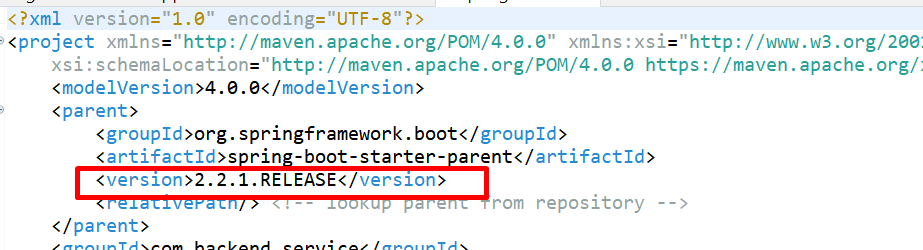 <?xml version="1.0" encoding="UTF-8"?>
<project xmlns="http://maven.apache.org/POM/4.0.0" xmlns:xsi="http://www.w3.org/200
xsi:schemaLocation="http://maven.apache.org/POM/4.0.0 https://maven.apache.org/x
<modelVersion>4.0.0</modelVersion>
<parent>
<groupId>org.springframework.boot</groupId>
<artifactId>spring-boot-starter-parent</artifactId>
<version>2.2.1.RELEASE</version>
<relativePath/> <!-- lookup parent from repository -->
</parent>
<groupId>com.backend.service</groupId>